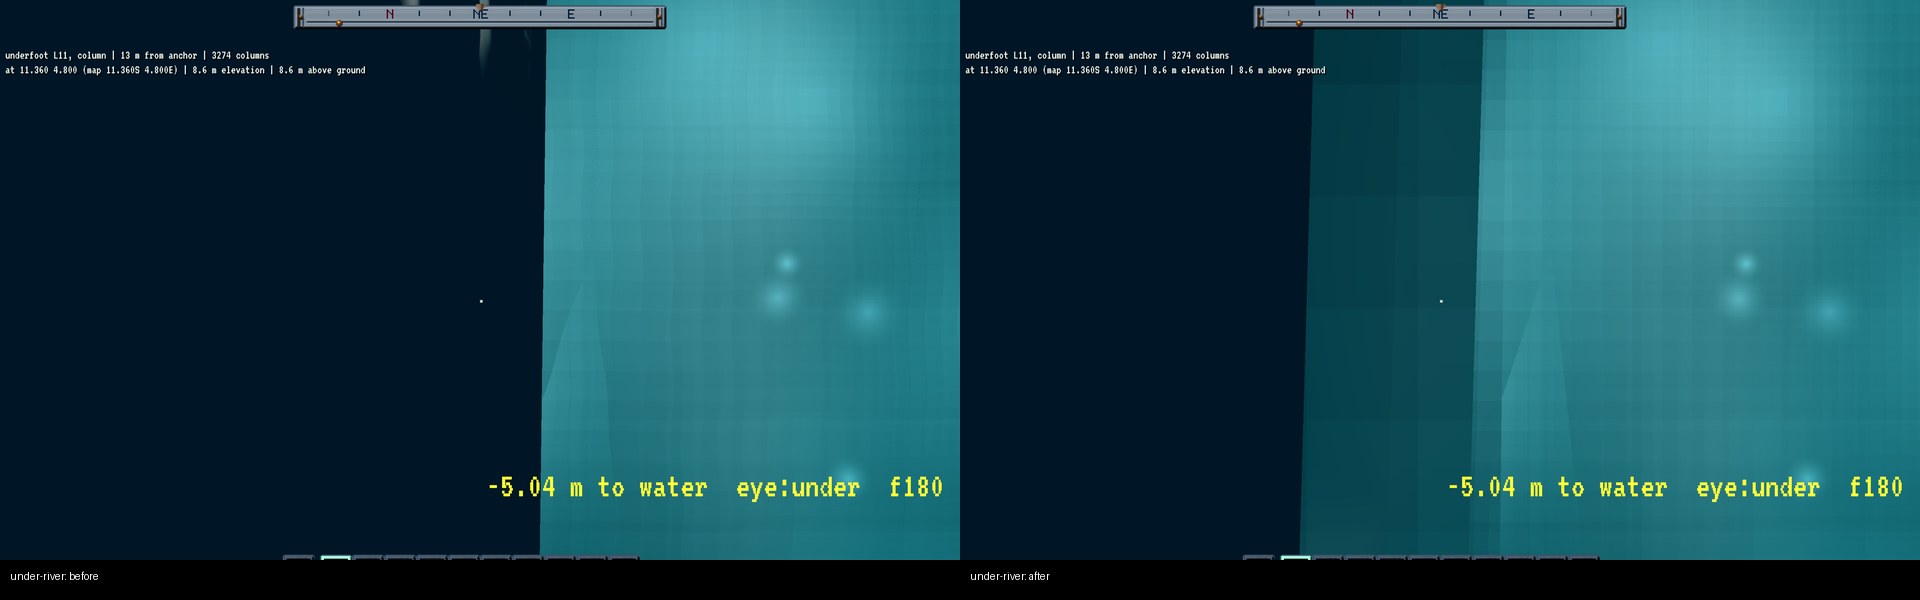 N NE E
underfoot L11, column | 13 m from anchor | 3274 columns
at 11.360 4.800 (map 11.360S 4.800E) | 8.6 m elevation | 8.6 m above ground
-5.04 m to water eye:under f180
under-river: before
N NE E
underfoot L11, column | 13 m from anchor | 3274 columns
at 11.360 4.800 (map 11.360S 4.800E) | 8.6 m elevation | 8.6 m above ground
-5.04 m to water eye:under f180
under-river: after